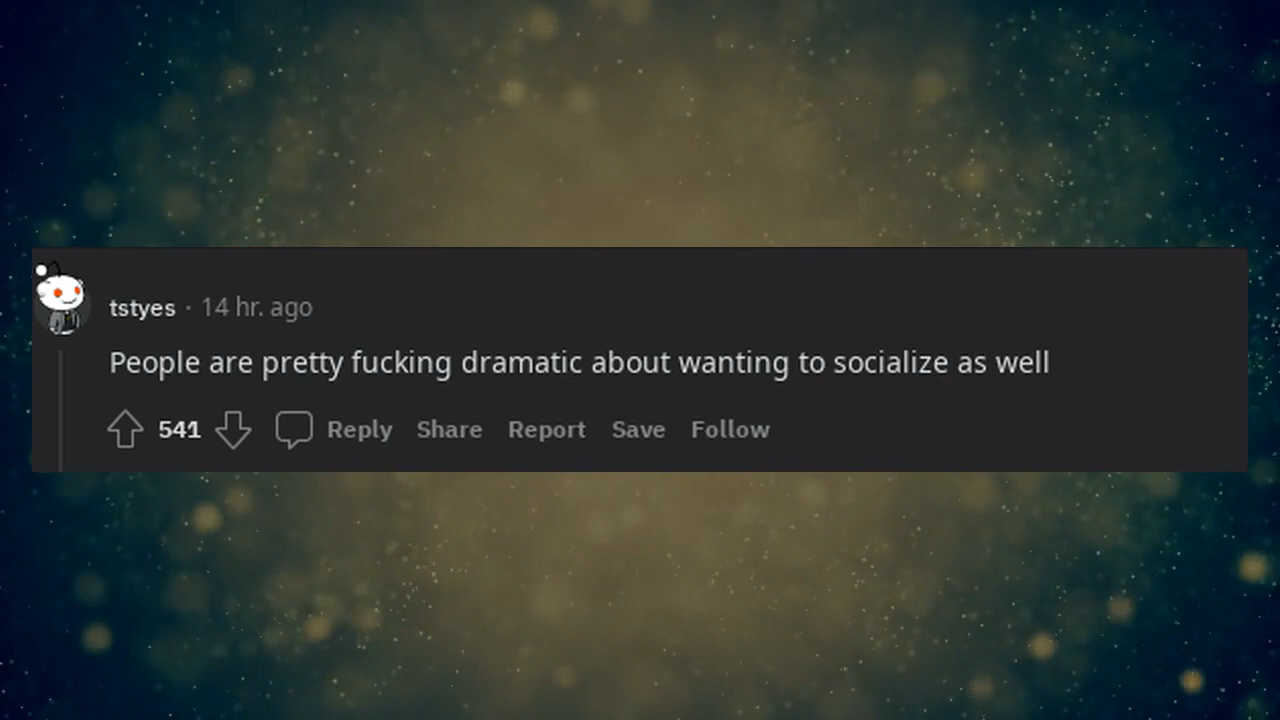 tstyes · 14 hr. ago
People are pretty fucking dramatic about wanting to socialize as well
541 Reply Share Report Save Follow